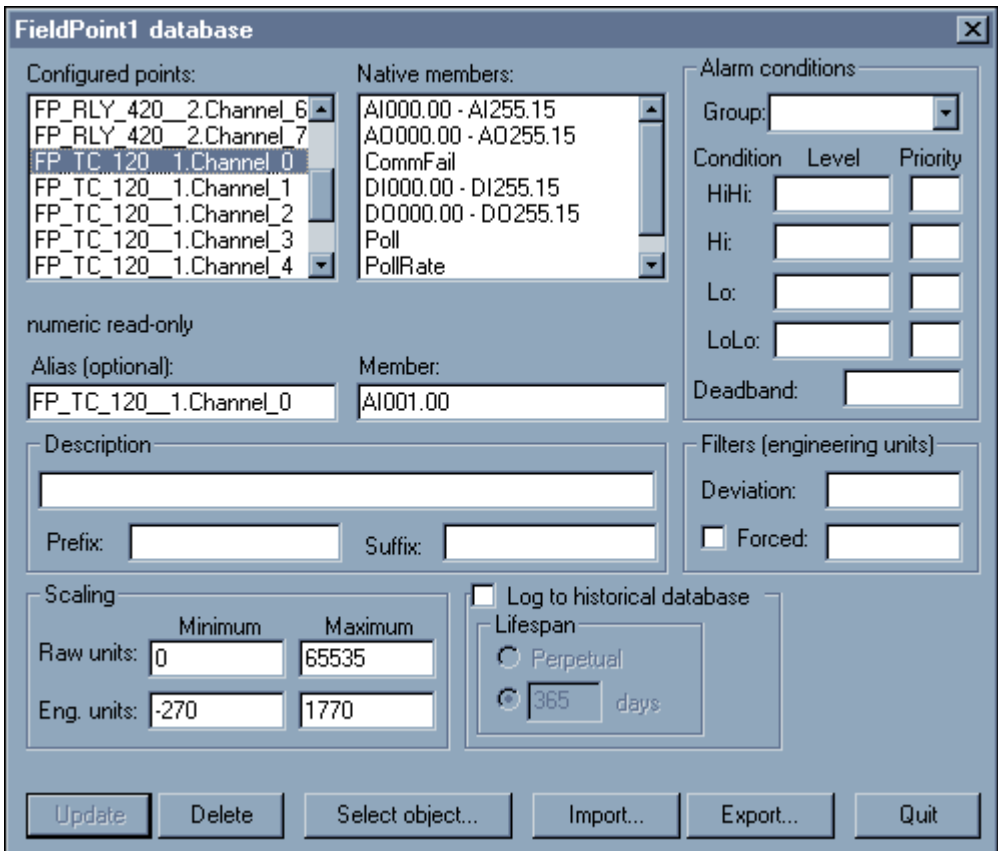 FieldPoint1 database
Configured points:
FP_RLY_420__2.Channel_6
FP_RLY_420__2.Channel_7
FP_TC_120__1.Channel_0
FP_TC_120__1.Channel_1
FP_TC_120__1.Channel_2
FP_TC_120__1.Channel_3
FP_TC_120__1.Channel_4
Native members:
AI000.00 - AI255.15
AO000.00 - AO255.15
CommFail
DI000.00 - DI255.15
DO000.00 - DO255.15
Poll
PollRate
Alarm conditions
Group:
Condition Level Priority
HiHi:
Hi:
Lo:
LoLo:
Deadband:
numeric read-only
Alias (optional):
FP_TC_120__1.Channel_0
Member:
AI001.00
Description
Prefix:
Suffix:
Filters (engineering units)
Deviation:
Forced:
Scaling
Minimum Maximum
Raw units: 0 65535
Eng. units: -270 1770
Log to historical database
Lifespan
Perpetual
365 days
Update Delete Select object... Import... Export... Quit